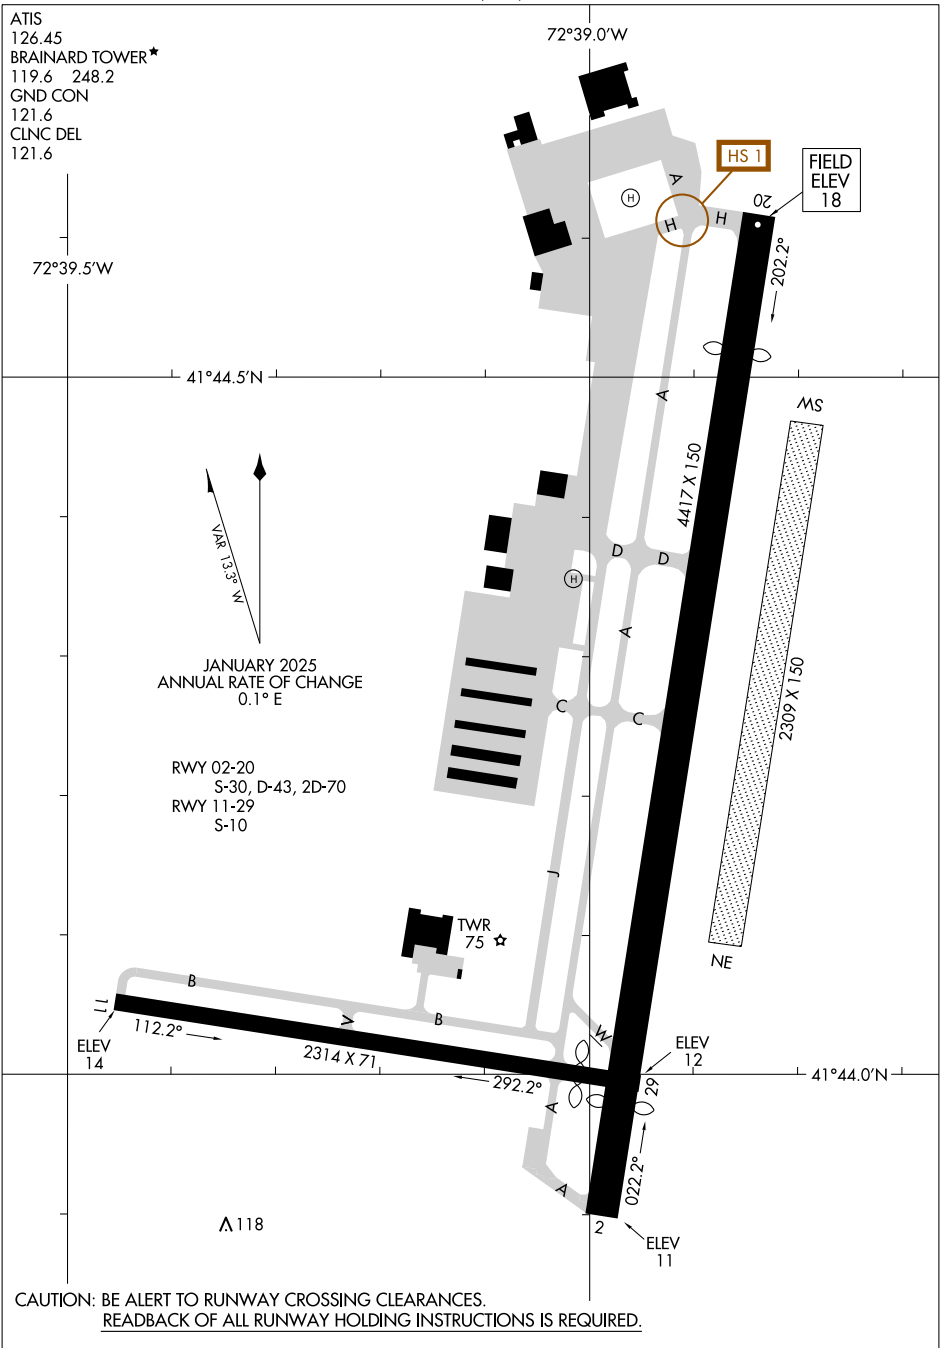 ATIS
126.45
BRAINARD TOWER★
119.6 248.2
GND CON
121.6
CLNC DEL
121.6
72°39.0'W
HS 1
FIELD
ELEV
18
A
H
H
H
20
72°39.5'W
202.2°
41°44.5'N
A
SW
4417 X 150
VAR 13.3° W
D
D
H
A
JANUARY 2025
ANNUAL RATE OF CHANGE
0.1° E
2309 X 150
C
C
RWY 02-20
S-30, D-43, 2D-70
RWY 11-29
S-10
J
TWR
75
NE
B
11
B
V
W
112.2°
ELEV
14
2314 X 71
292.2°
ELEV
12
41°44.0'N
29
A
022.2°
A
118
2
ELEV
11
CAUTION: BE ALERT TO RUNWAY CROSSING CLEARANCES.
READBACK OF ALL RUNWAY HOLDING INSTRUCTIONS IS REQUIRED.